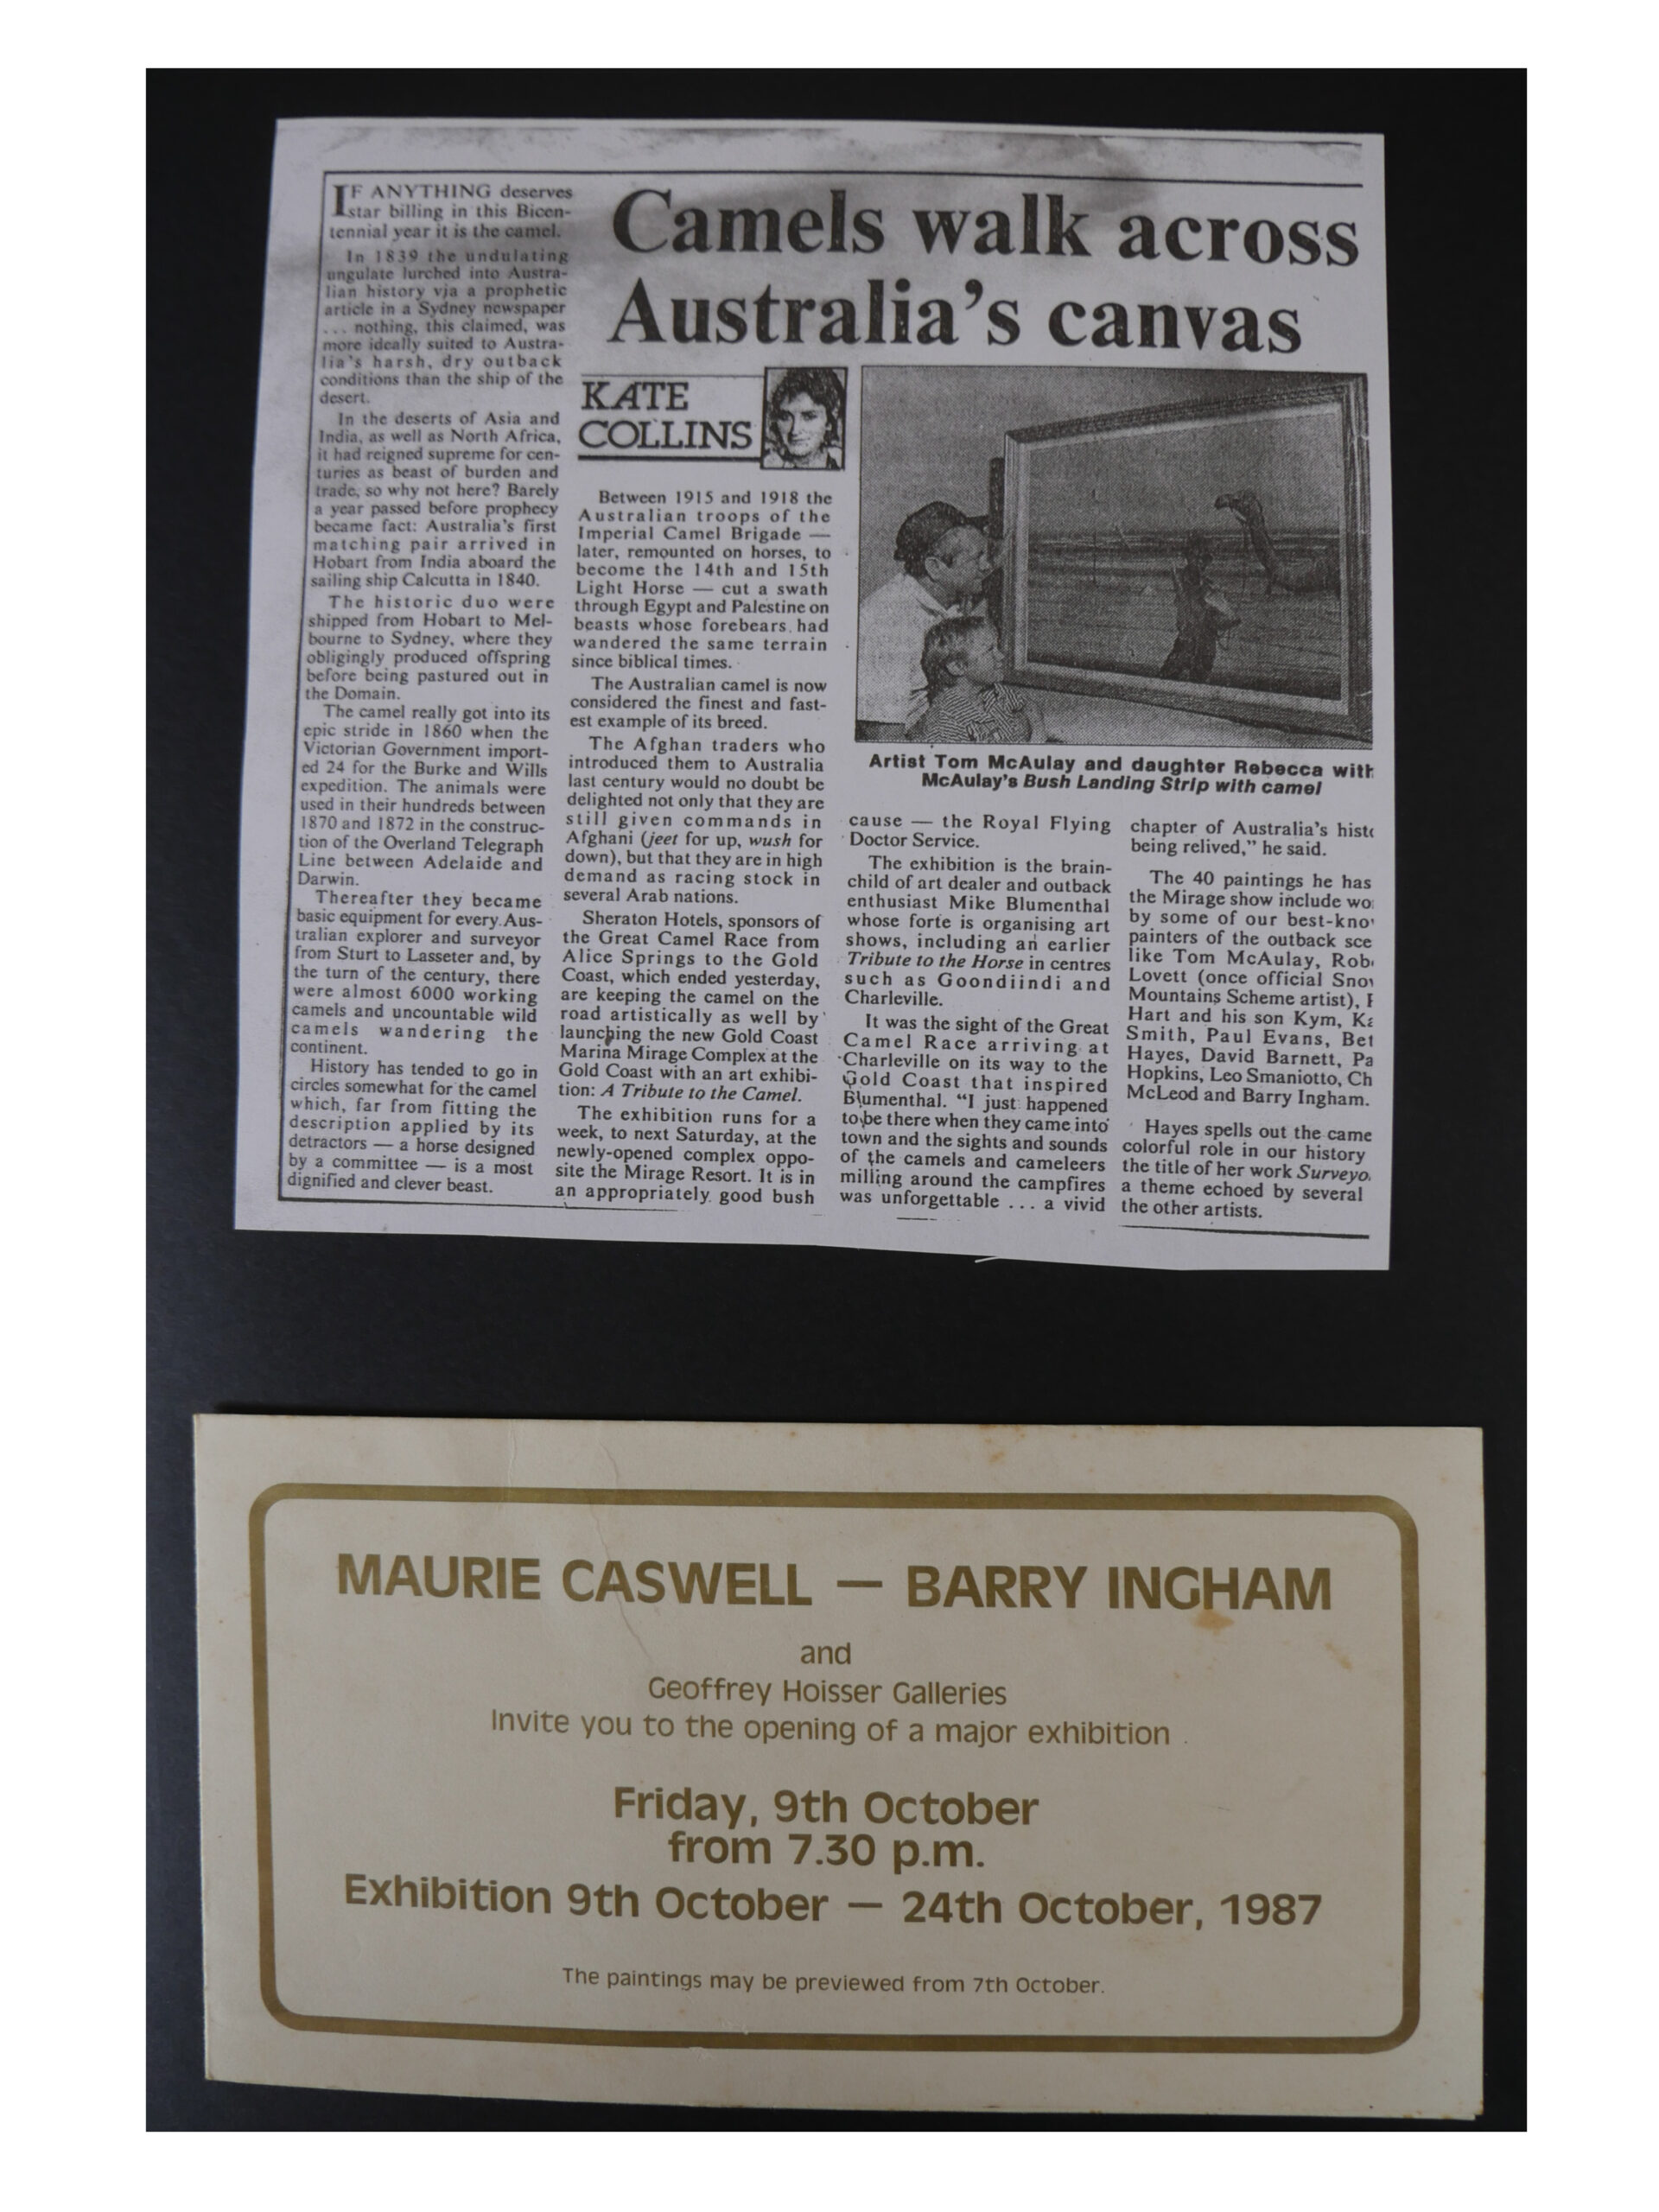 Camels walk across
Australia's canvas
IF ANYTHING deserves
star billing in this Bicen-
tennial year it is the camel.
In 1839 the undulating
ungulate lurched into Austra-
lian history via a prophetic
article in a Sydney newspaper
... nothing, this claimed, was
more ideally suited to Austra-
lia's harsh, dry outback
conditions than the ship of the
desert.
In the deserts of Asia and
India, as well as North Africa,
it had reigned supreme for cen-
turies as beast of burden and
trade, so why not here? Barely
a year passed before prophecy
became fact: Australia's first
matching pair arrived in
Hobart from India aboard the
sailing ship Calcutta in 1840.
The historic duo were
shipped from Hobart to Mel-
bourne to Sydney, where they
obligingly produced offspring
before being pastured out in
the Domain.
The camel really got into its
epic stride in 1860 when the
Victorian Government import-
ed 24 for the Burke and Wills
expedition. The animals were
used in their hundreds between
1870 and 1872 in the construc-
tion of the Overland Telegraph
Line between Adelaide and
Darwin.
Thereafter they became
basic equipment for every Aus-
tralian explorer and surveyor
from Sturt to Lasseter and, by
the turn of the century, there
were almost 6000 working
camels and uncountable wild
camels wandering the
continent.
History has tended to go in
circles somewhat for the camel
which, far from fitting the
description applied by its
detractors — a horse designed
by a committee — is a most
dignified and clever beast.
KATE
COLLINS
Between 1915 and 1918 the
Australian troops of the
Imperial Camel Brigade —
later, remounted on horses, to
become the 14th and 15th
Light Horse — cut a swath
through Egypt and Palestine on
beasts whose forebears had
wandered the same terrain
since biblical times.
The Australian camel is now
considered the finest and fast-
est example of its breed.
The Afghan traders who
introduced them to Australia
last century would no doubt be
delighted not only that they are
still given commands in
Afghani (jeet for up, wush for
down), but that they are in high
demand as racing stock in
several Arab nations.
Sheraton Hotels, sponsors of
the Great Camel Race from
Alice Springs to the Gold
Coast, which ended yesterday,
are keeping the camel on the
road artistically as well by
launching the new Gold Coast
Marina Mirage Complex at the
Gold Coast with an art exhibi-
tion: A Tribute to the Camel.
The exhibition runs for a
week, to next Saturday, at the
newly-opened complex oppo-
site the Mirage Resort. It is in
an appropriately good bush
Artist Tom McAulay and daughter Rebecca with
McAulay's Bush Landing Strip with camel
cause — the Royal Flying
Doctor Service.
The exhibition is the brain-
child of art dealer and outback
enthusiast Mike Blumenthal
whose forte is organising art
shows, including an earlier
Tribute to the Horse in centres
such as Goondiindi and
Charleville.
It was the sight of the Great
Camel Race arriving at
Charleville on its way to the
Gold Coast that inspired
Blumenthal. "I just happened
to be there when they came into
town and the sights and sounds
of the camels and cameleers
milling around the campfires
was unforgettable ... a vivid
chapter of Australia's
being relived," he said.
The 40 paintings he has
the Mirage show include
by some of our
painters of the outback
like Tom McAulay,
Lovett (once official
Mountains Scheme artist),
Hart and his son Kym,
Smith, Paul Evans,
Hayes, David Barnett,
Hopkins, Leo Smaniotto,
McLeod and Barry Ingham.
Hayes spells out the
colorful role in our history
the title of her work
a theme echoed by several
the other artists.
MAURIE CASWELL — BARRY INGHAM
and
Geoffrey Hoisser Galleries
Invite you to the opening of a major exhibition
Friday, 9th October
from 7.30 p.m.
Exhibition 9th October — 24th October, 1987
The paintings may be previewed from 7th October.